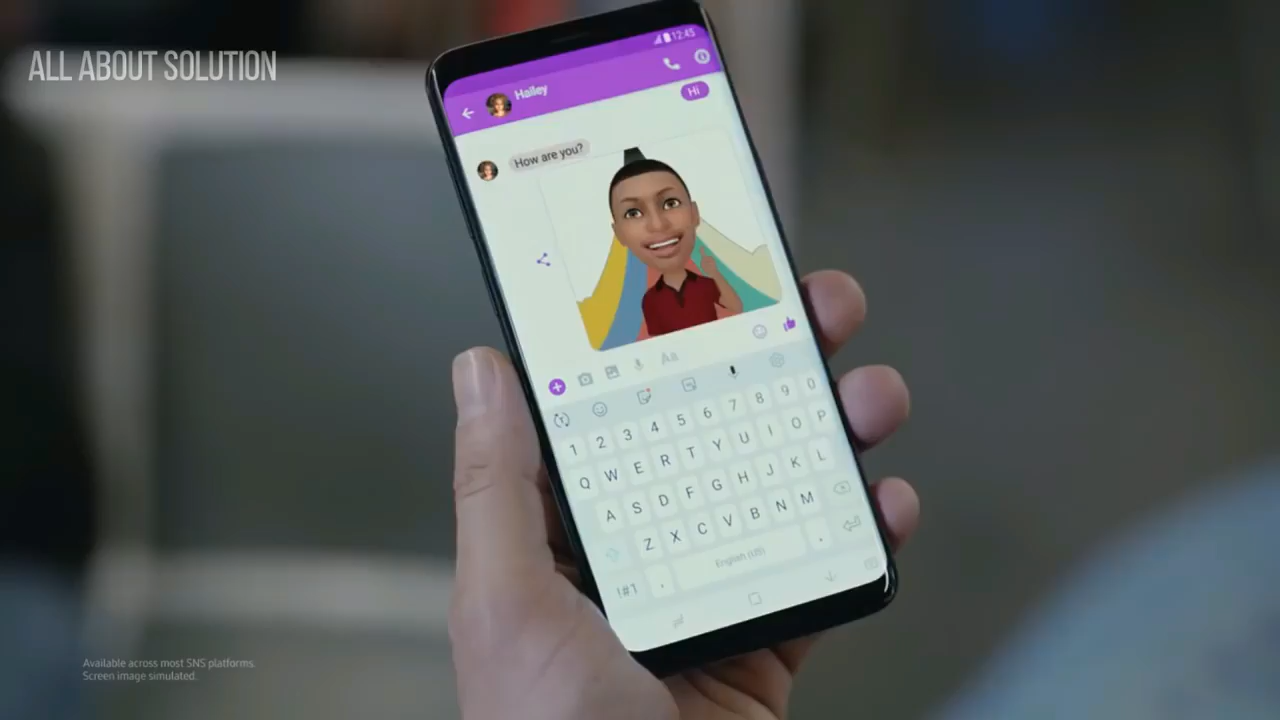 ALL ABOUT SOLUTION
12:45
Hailey
Hi
How are you?
Aa
1 2 3 4 5 6 7 8 9 0
Q W E R T Y U I O P
A S D F G H J K L
Z X C V B N M
!#1 , English (US) .
Available across most SNS platforms.
Screen image simulated.